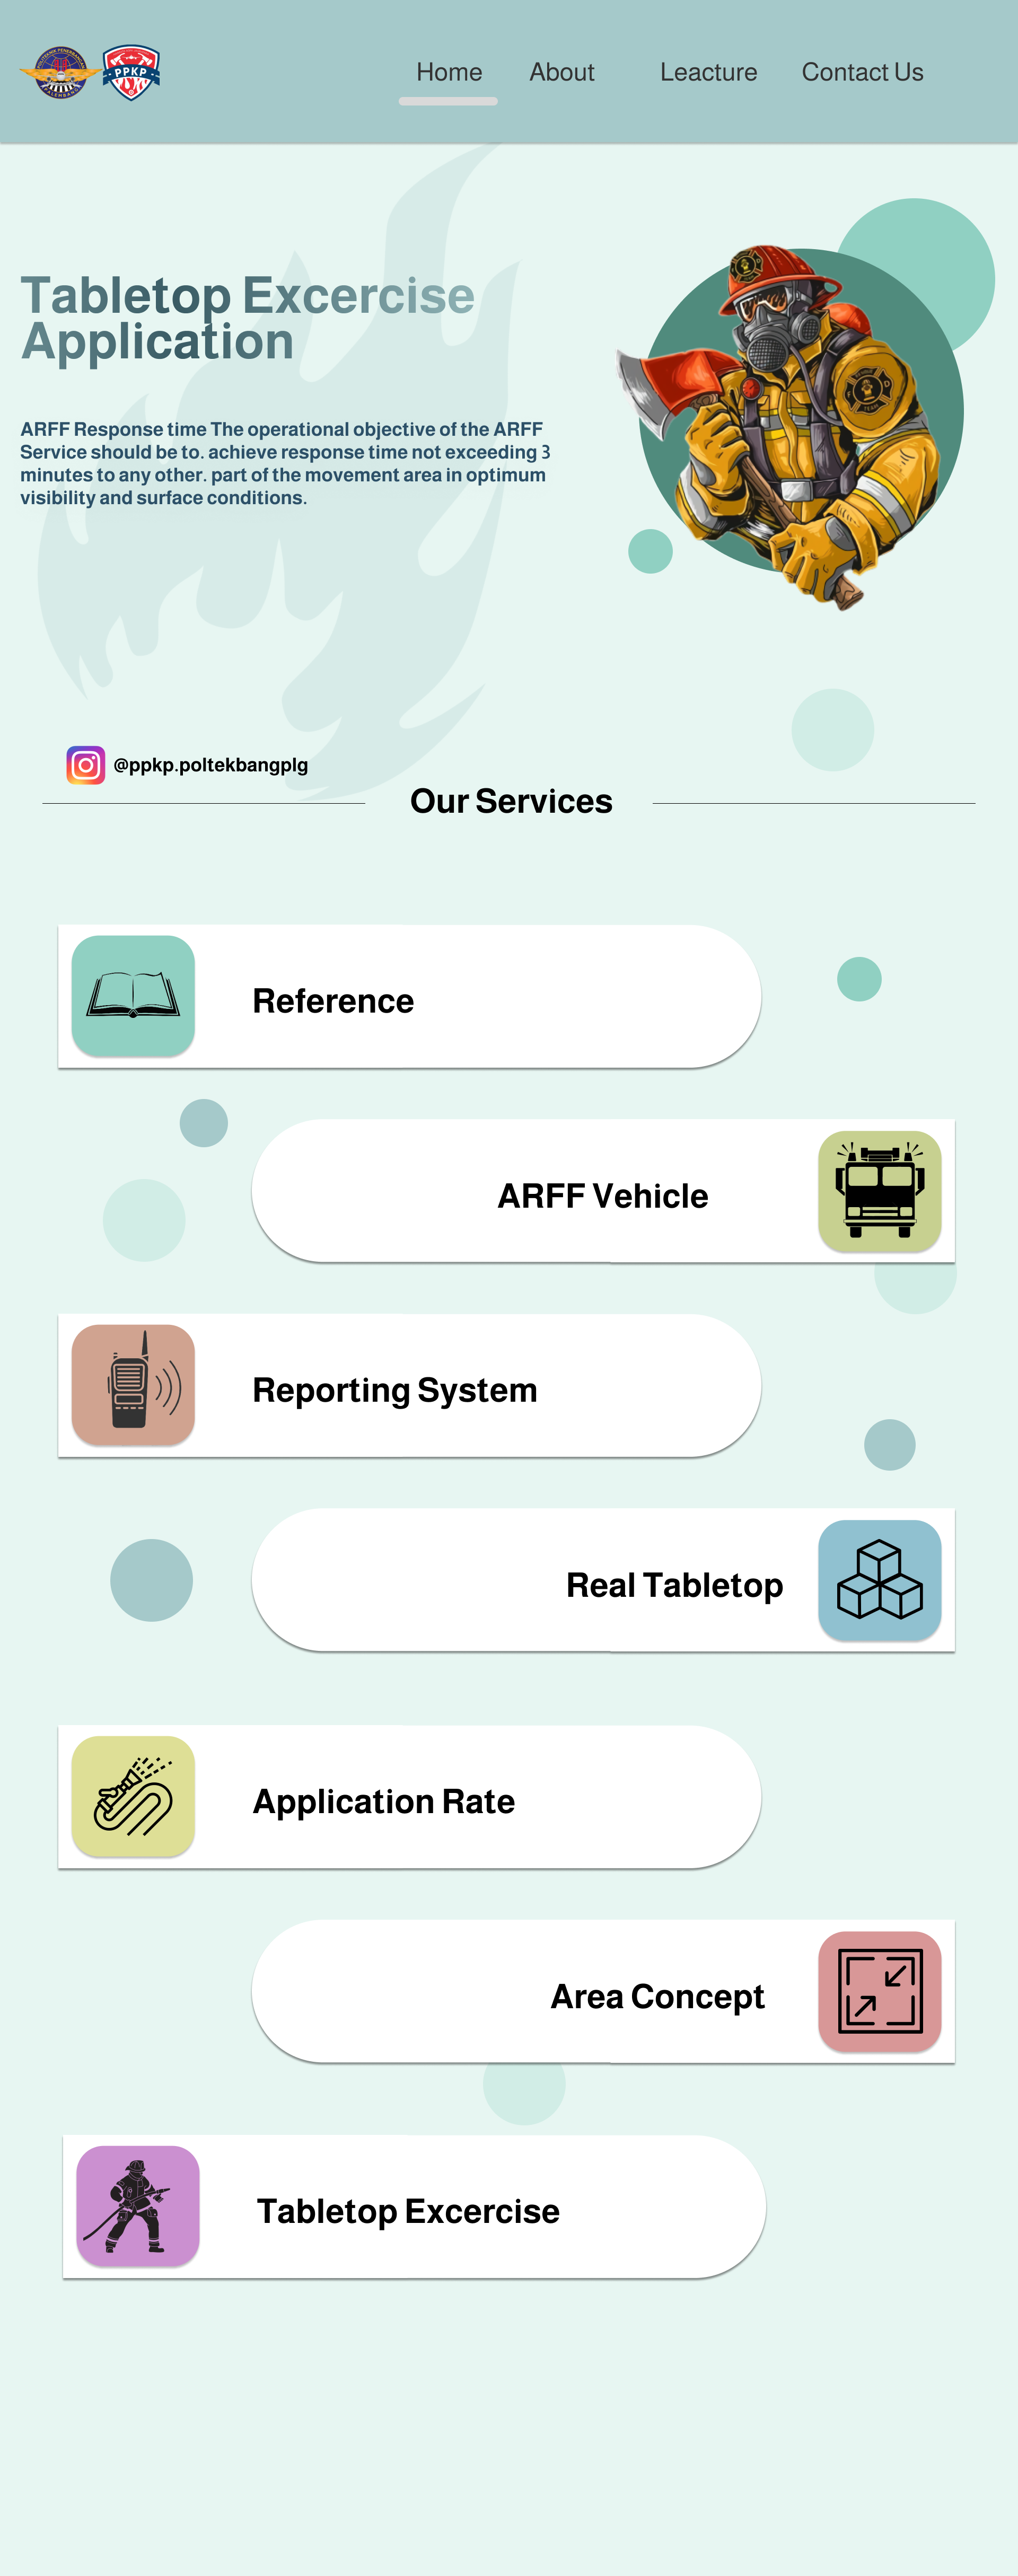 PPKP
Home
About
Leacture
Contact Us
Tabletop Excercise
Application
ARFF Response time The operational objective of the ARFF
Service should be to. achieve response time not exceeding 3
minutes to any other. part of the movement area in optimum
visibility and surface conditions.
@ppkp.poltekbangplg
Our Services
Reference
ARFF Vehicle
Reporting System
Real Tabletop
Application Rate
Area Concept
Tabletop Excercise